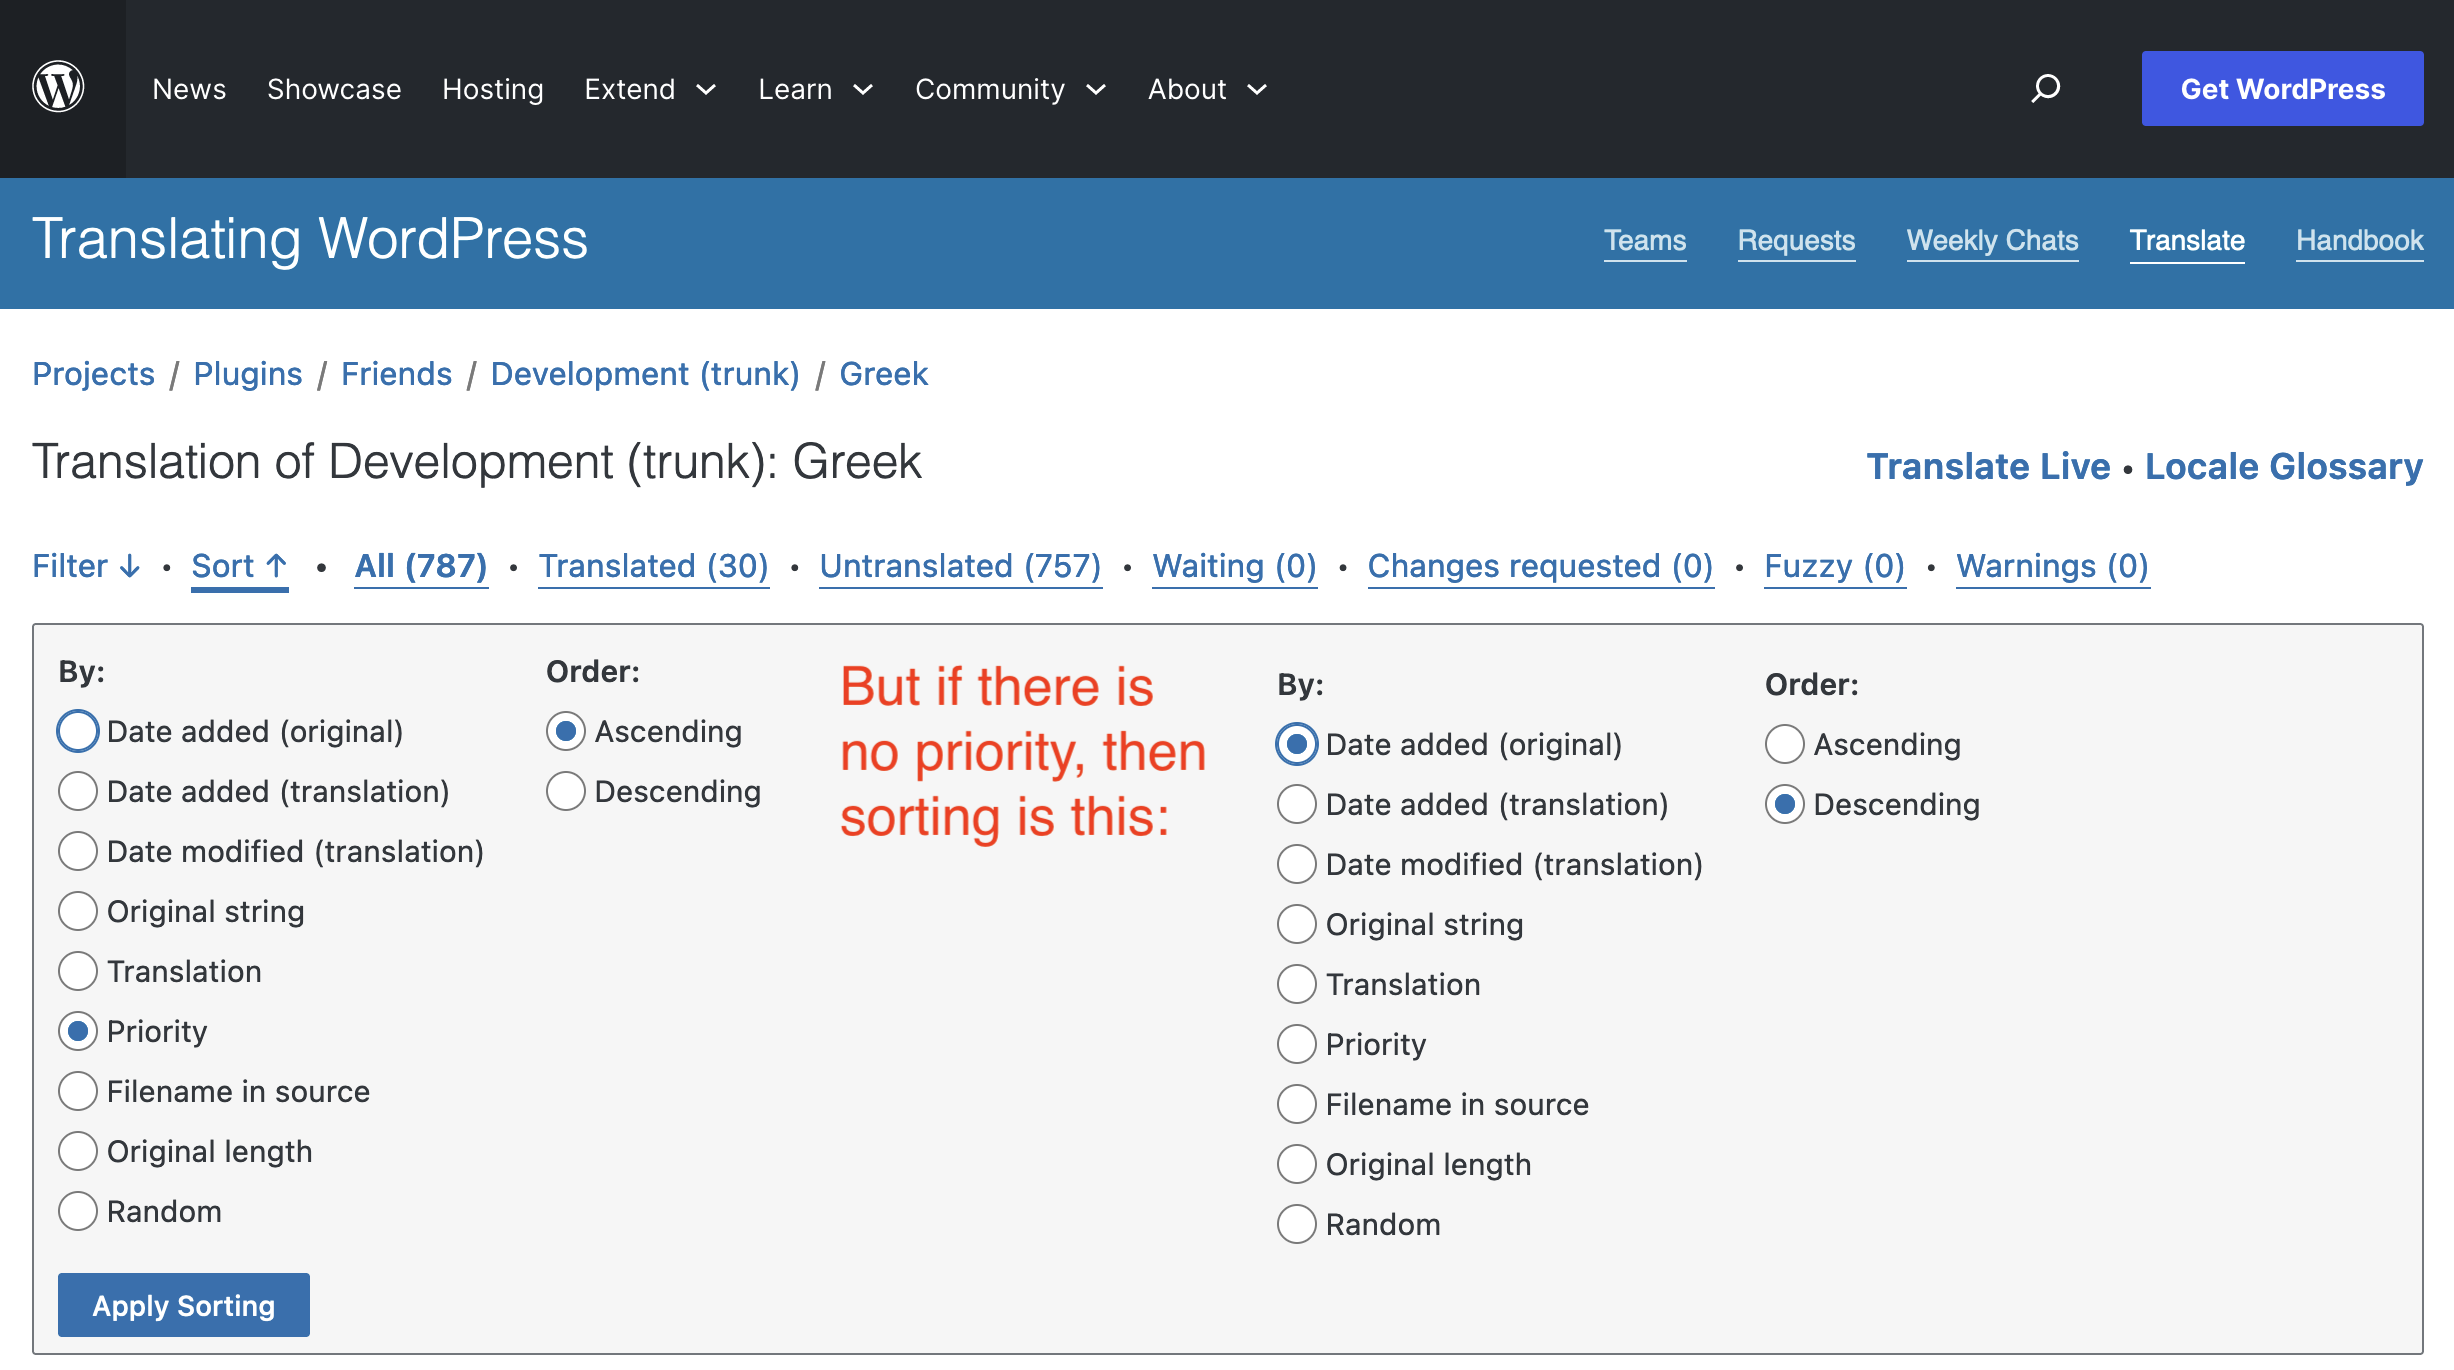 News Showcase Hosting Extend Learn Community About Get WordPress
Translating WordPress Teams Requests Weekly Chats Translate Handbook
Projects / Plugins / Friends / Development (trunk) / Greek
Translation of Development (trunk): Greek
Translate Live • Locale Glossary
Filter ↓ • Sort ↑ • All (787) • Translated (30) • Untranslated (757) • Waiting (0) • Changes requested (0) • Fuzzy (0) • Warnings (0)
By:
Date added (original)
Date added (translation)
Date modified (translation)
Original string
Translation
Priority
Filename in source
Original length
Random
Order:
Ascending
Descending
But if there is
no priority, then
sorting is this:
By:
Date added (original)
Date added (translation)
Date modified (translation)
Original string
Translation
Priority
Filename in source
Original length
Random
Order:
Ascending
Descending
Apply Sorting